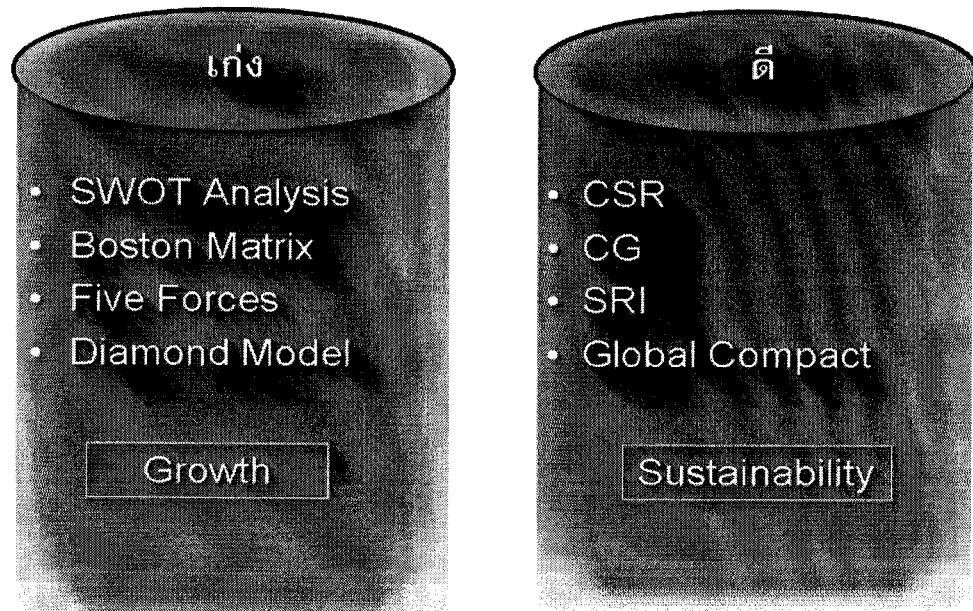 เก่ง
• SWOT Analysis
• Boston Matrix
• Five Forces
• Diamond Model
Growth
ดี
• CSR
• CG
• SRI
• Global Compact
Sustainability